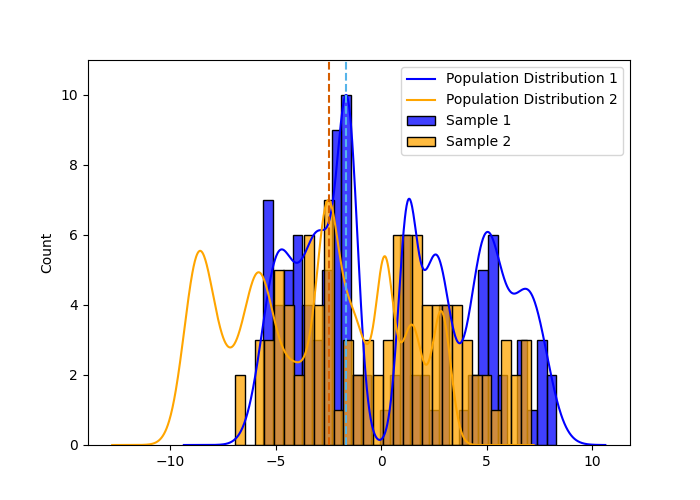 Population Distribution 1
Population Distribution 2
Sample 1
Sample 2
Count
10
8
6
4
2
0
−10 −5 0 5 10